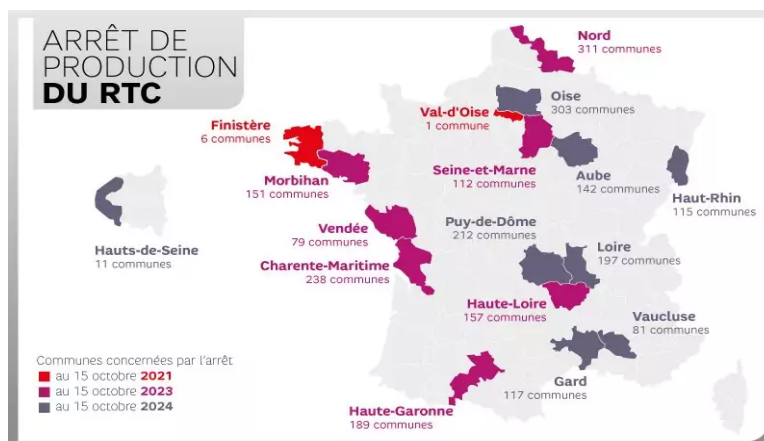 ARRÊT DE
PRODUCTION
DU RTC
Nord
311 communes
Oise
303 communes
Val-d'Oise
1 commune
Finistère
6 communes
Seine-et-Marne
112 communes
Aube
142 communes
Haut-Rhin
115 communes
Morbihan
151 communes
Hauts-de-Seine
11 communes
Vendée
79 communes
Puy-de-Dôme
212 communes
Loire
197 communes
Charente-Maritime
238 communes
Haute-Loire
157 communes
Vaucluse
81 communes
Gard
117 communes
Haute-Garonne
189 communes
Communes concernées par l'arrêt
au 15 octobre 2021
au 15 octobre 2023
au 15 octobre 2024